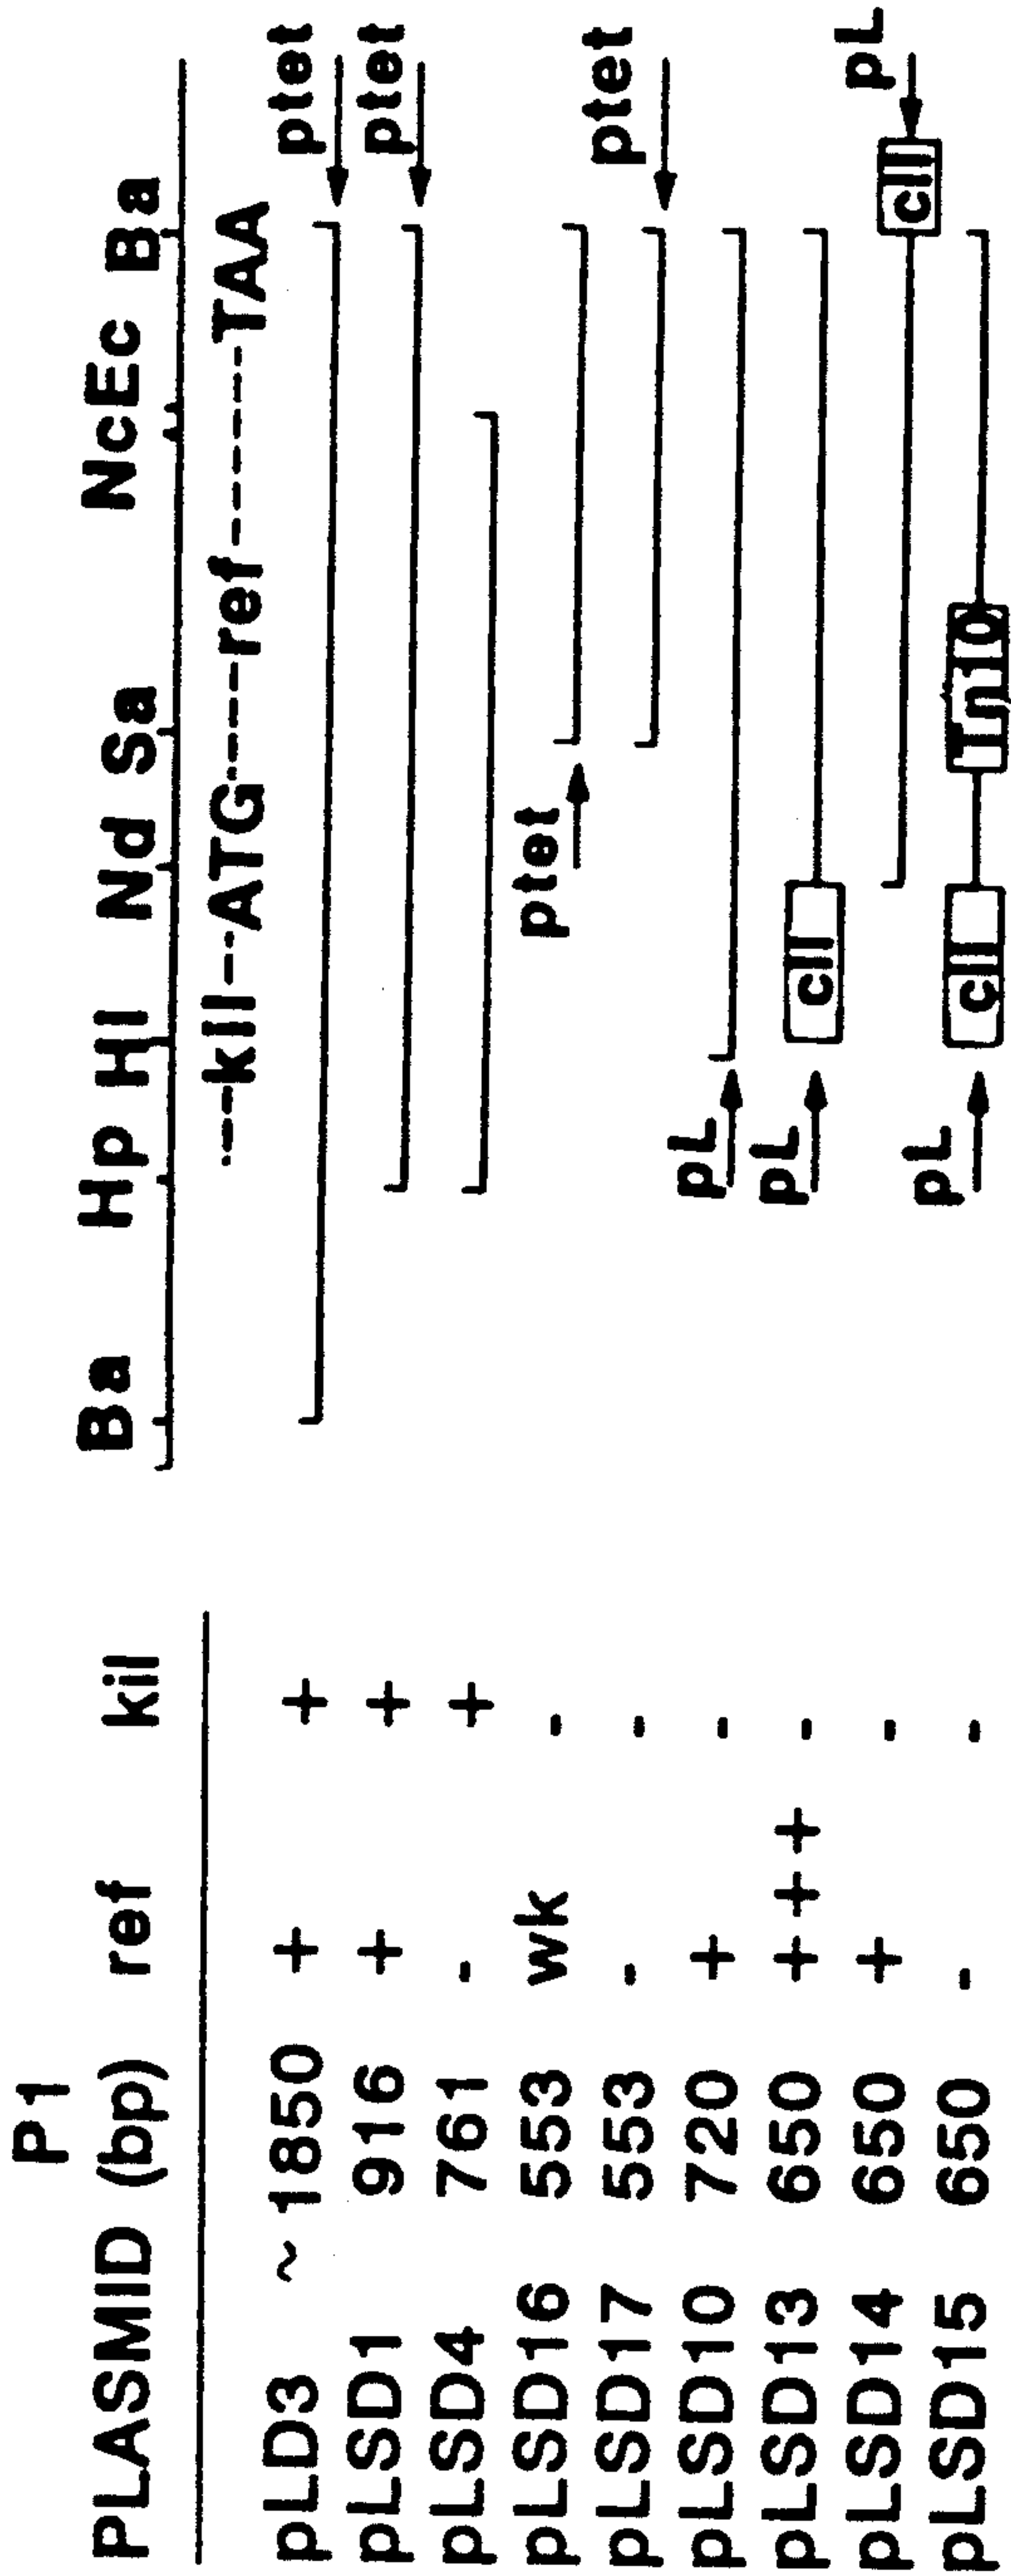 P1
PLASMID (bp) ref kil
Ba Hp HI Nd Sa NcEc Ba
----kil---ATG-----ref--------TAA
pLD3 ~1850 + + ptet
pLSD1 916 + + ptet
pLSD4 761 - +
pLSD16 553 wk - ptet
pLSD17 553 - - ptet
pLSD10 720 + - pL
pLSD13 650 +++ - pL cII
pLSD14 650 + - cII pL
pLSD15 650 - - pL cII Tn10